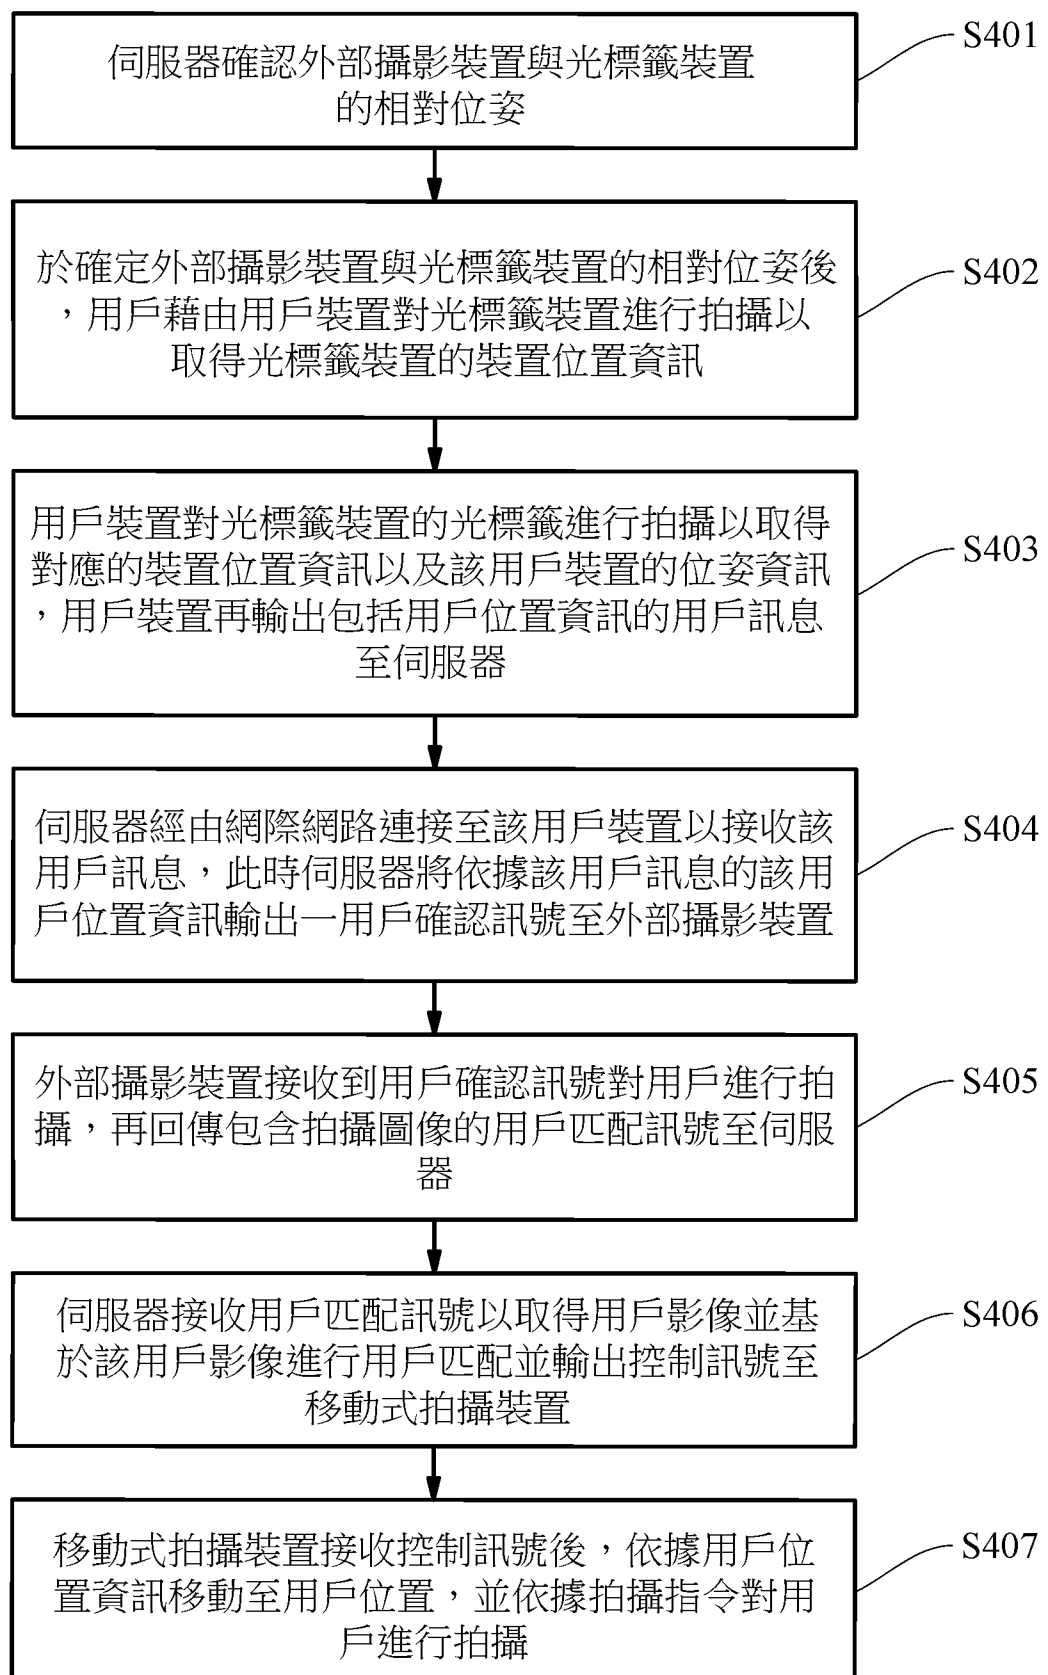 伺服器確認外部攝影裝置與光標籤裝置
的相對位姿
S401
於確定外部攝影裝置與光標籤裝置的相對位姿後
，用戶藉由用戶裝置對光標籤裝置進行拍攝以
取得光標籤裝置的裝置位置資訊
S402
用戶裝置對光標籤裝置的光標籤進行拍攝以取得
對應的裝置位置資訊以及該用戶裝置的位姿資訊
，用戶裝置再輸出包括用戶位置資訊的用戶訊息
至伺服器
S403
伺服器經由網際網路連接至該用戶裝置以接收該
用戶訊息，此時伺服器將依據該用戶訊息的該用
戶位置資訊輸出一用戶確認訊號至外部攝影裝置
S404
外部攝影裝置接收到用戶確認訊號對用戶進行拍
攝，再回傳包含拍攝圖像的用戶匹配訊號至伺服
器
S405
伺服器接收用戶匹配訊號以取得用戶影像並基
於該用戶影像進行用戶匹配並輸出控制訊號至
移動式拍攝裝置
S406
移動式拍攝裝置接收控制訊號後，依據用戶位
置資訊移動至用戶位置，並依據拍攝指令對用
戶進行拍攝
S407